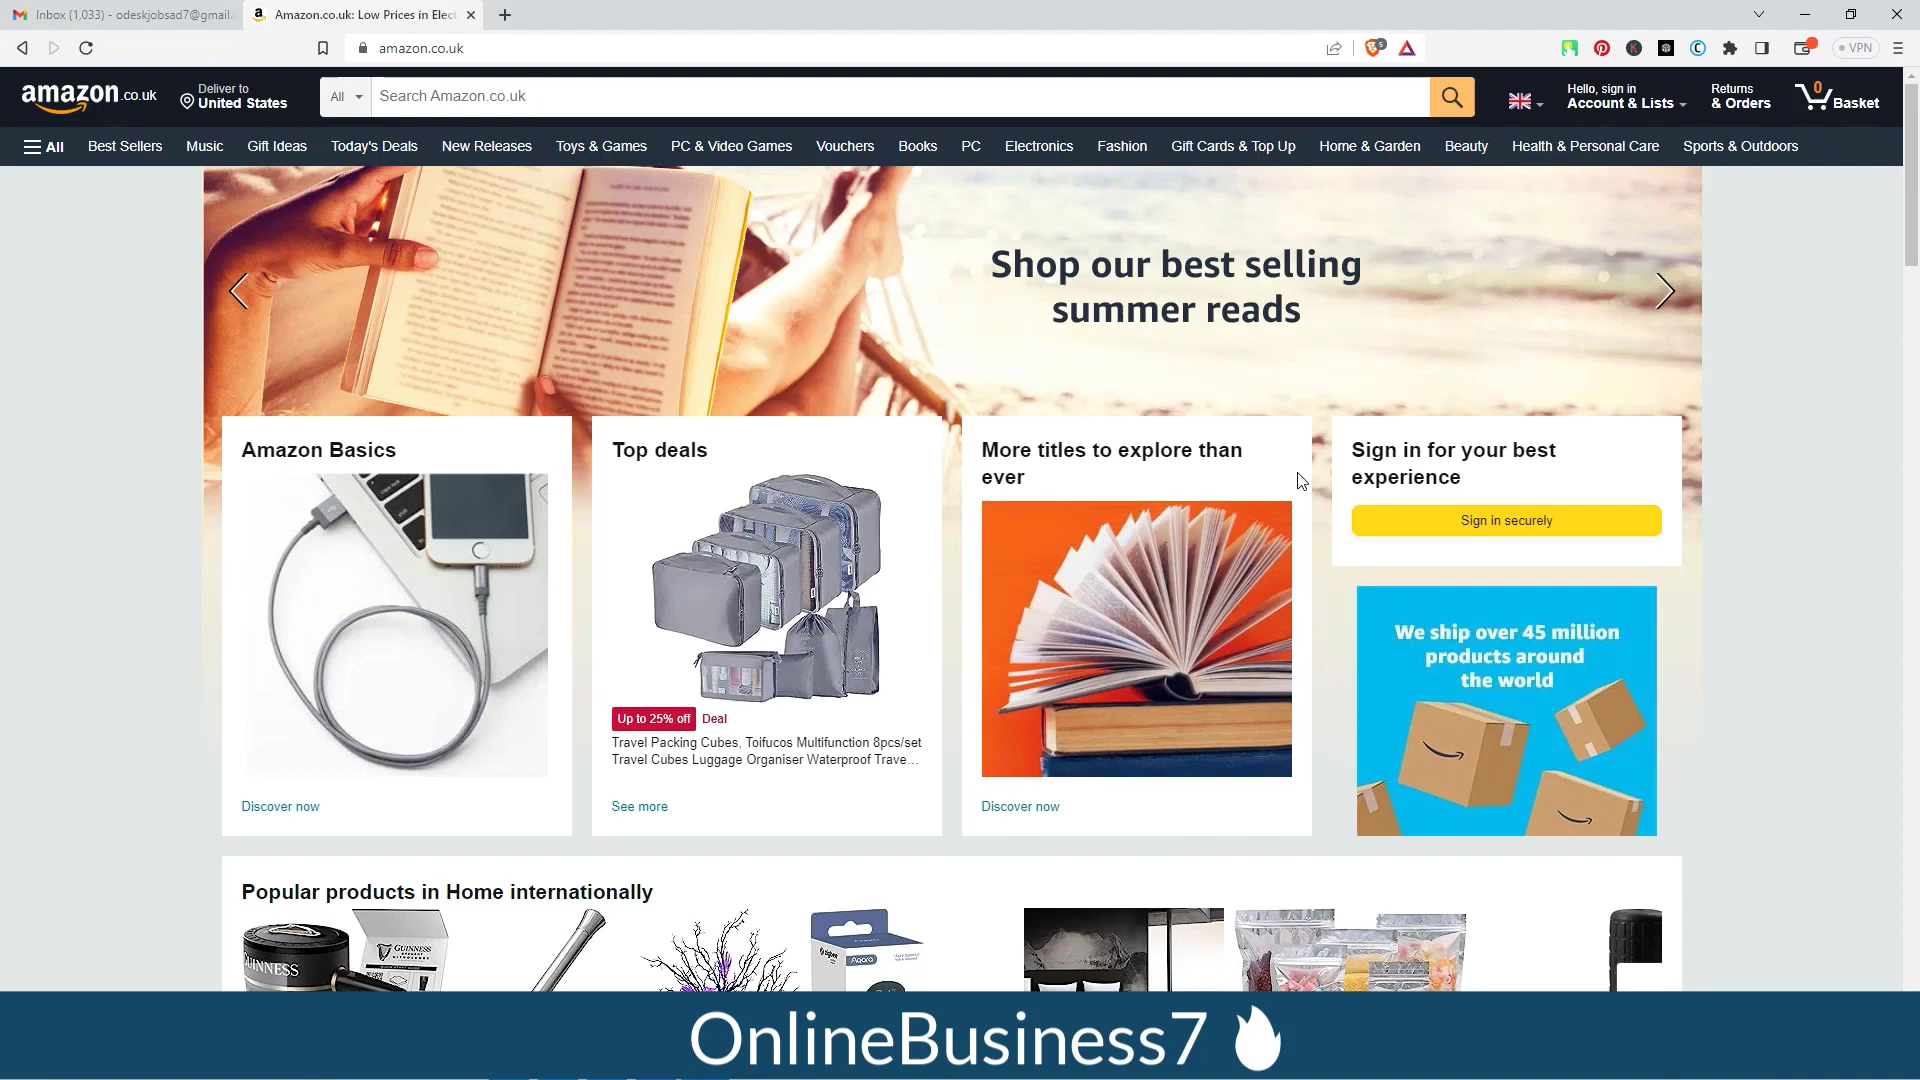 Inbox (1,033) - odeskjobsad7@gmail.c
Amazon.co.uk: Low Prices in Elect
amazon.co.uk
5
VPN
amazon.co.uk
Deliver to
United States
All
Search Amazon.co.uk
Hello, sign in
Account & Lists
Returns
& Orders
0
Basket
All
Best Sellers
Music
Gift Ideas
Today's Deals
New Releases
Toys & Games
PC & Video Games
Vouchers
Books
PC
Electronics
Fashion
Gift Cards & Top Up
Home & Garden
Beauty
Health & Personal Care
Sports & Outdoors
Shop our best selling
summer reads
Amazon Basics
Discover now
Top deals
Up to 25% off Deal
Travel Packing Cubes, Toifucos Multifunction 8pcs/set
Travel Cubes Luggage Organiser Waterproof Trave...
See more
More titles to explore than
ever
Discover now
Sign in for your best
experience
Sign in securely
We ship over 45 million
products around
the world
Popular products in Home internationally
GUINNESS
GUINNESS
Aqara
OnlineBusiness7